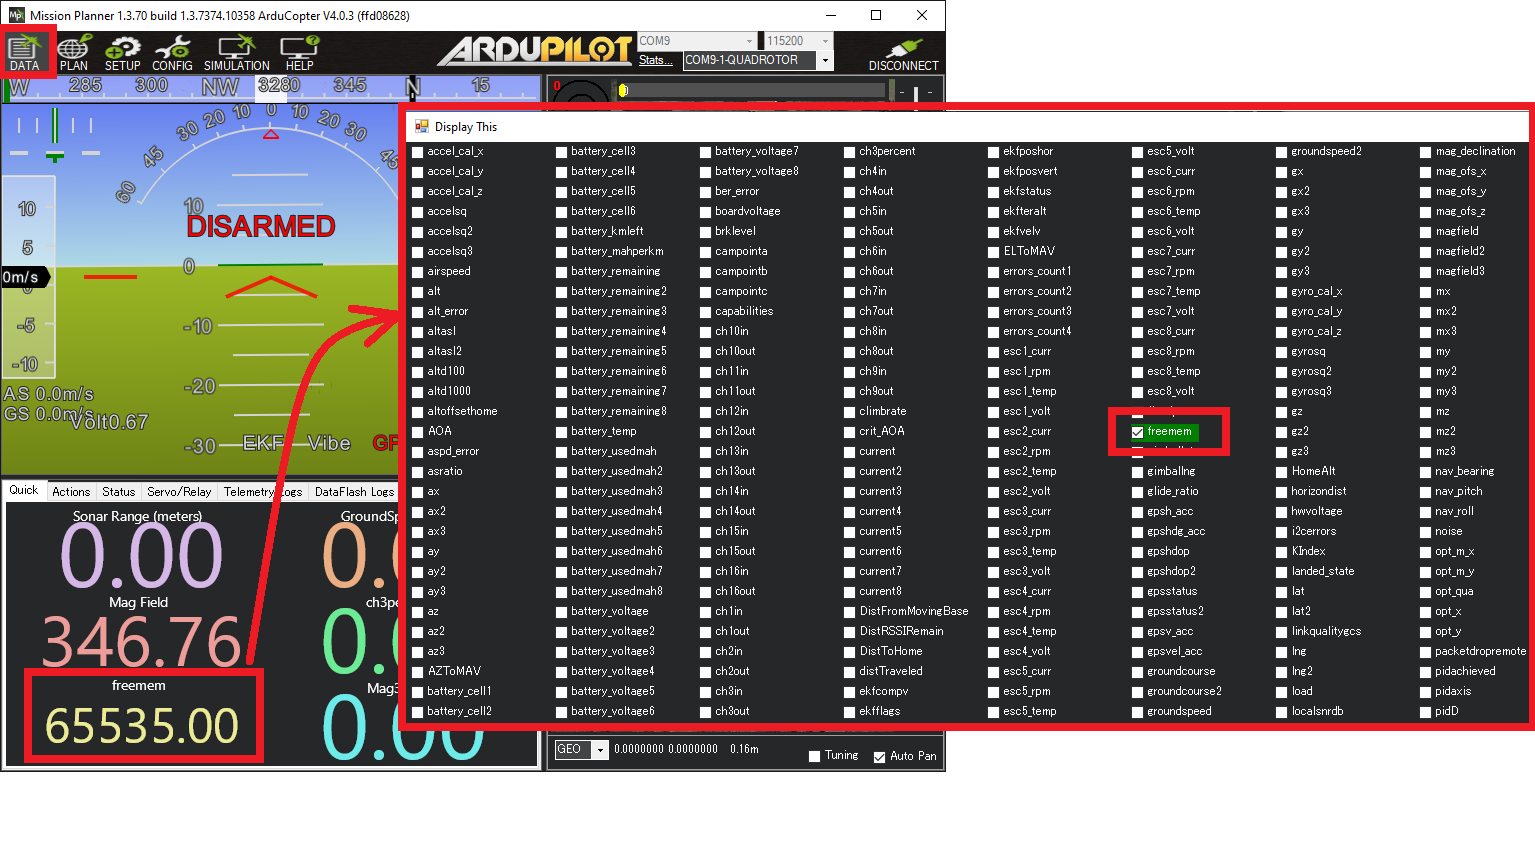 Mission Planner 1.3.70 build 1.3.7374.10358 ArduCopter V4.0.3 (ffd08628)
DATA PLAN SETUP CONFIG SIMULATION HELP
ARDUPILOT
COM9 115200
Stats... COM9-1-QUADROTOR
DISCONNECT
W 285 300 NW 3280 345 N 15
0
60 45 30 20 10 0 10 20 30 45
DISARMED
10
5
0
-5
-10
0m/s
10
0
-10
-20
-30
AS 0.0m/s
GS 0.0m/s
Volt0.67
EKF Vibe
Quick Actions Status Servo/Relay Telemetry Logs DataFlash Logs
Sonar Range (meters)
0.00
Mag Field
346.76
freemem
65535.00
Display This
accel_cal_x
accel_cal_y
accel_cal_z
accelsq
accelsq2
accelsq3
airspeed
alt
alt_error
altasl
altasl2
altd100
altd1000
altoffsethome
AOA
aspd_error
asratio
ax
ax2
ax3
ay
ay2
ay3
az
az2
az3
AZToMAV
battery_cell1
battery_cell2
battery_cell3
battery_cell4
battery_cell5
battery_cell6
battery_kmleft
battery_mahperkm
battery_remaining
battery_remaining2
battery_remaining3
battery_remaining4
battery_remaining5
battery_remaining6
battery_remaining7
battery_remaining8
battery_temp
battery_usedmah
battery_usedmah2
battery_usedmah3
battery_usedmah4
battery_usedmah5
battery_usedmah6
battery_usedmah7
battery_usedmah8
battery_voltage
battery_voltage2
battery_voltage3
battery_voltage4
battery_voltage5
battery_voltage6
battery_voltage7
battery_voltage8
ber_error
boardvoltage
brklevel
campointa
campointb
campointc
capabilities
ch10in
ch10out
ch11in
ch11out
ch12in
ch12out
ch13in
ch13out
ch14in
ch14out
ch15in
ch15out
ch16in
ch16out
ch1in
ch1out
ch2in
ch2out
ch3in
ch3out
ch3percent
ch4in
ch4out
ch5in
ch5out
ch6in
ch6out
ch7in
ch7out
ch8in
ch8out
ch9in
ch9out
climbrate
crit_AOA
current
current2
current3
current4
current5
current6
current7
current8
DistFromMovingBase
DistRSSIRemain
DistToHome
distTraveled
ekfcompv
ekfflags
ekfposhor
ekfposvert
ekfstatus
ekfteralt
ekfvelv
ELToMAV
errors_count1
errors_count2
errors_count3
errors_count4
esc1_curr
esc1_rpm
esc1_temp
esc1_volt
esc2_curr
esc2_rpm
esc2_temp
esc2_volt
esc3_curr
esc3_rpm
esc3_temp
esc3_volt
esc4_curr
esc4_rpm
esc4_temp
esc4_volt
esc5_curr
esc5_rpm
esc5_temp
esc5_volt
esc6_curr
esc6_rpm
esc6_temp
esc6_volt
esc7_curr
esc7_rpm
esc7_temp
esc7_volt
esc8_curr
esc8_rpm
esc8_temp
esc8_volt
freemem
gimballng
glide_ratio
gpsh_acc
gpshdg_acc
gpshdop
gpshdop2
gpsstatus
gpsstatus2
gpsv_acc
gpsvel_acc
groundcourse
groundcourse2
groundspeed
groundspeed2
gx
gx2
gx3
gy
gy2
gy3
gyro_cal_x
gyro_cal_y
gyro_cal_z
gyrosq
gyrosq2
gyrosq3
gz
gz2
gz3
HomeAlt
horizondist
hwvoltage
i2cerrors
KIndex
landed_state
lat
lat2
linkqualitygcs
lng
lng2
load
localsnrdb
mag_declination
mag_ofs_x
mag_ofs_y
mag_ofs_z
magfield
magfield2
magfield3
mx
mx2
mx3
my
my2
my3
mz
mz2
mz3
nav_bearing
nav_pitch
nav_roll
noise
opt_m_x
opt_m_y
opt_qua
opt_x
opt_y
packetdropremote
pidachieved
pidaxis
pidD
GEO 0.0000000 0.0000000 0.16m
Tuning Auto Pan